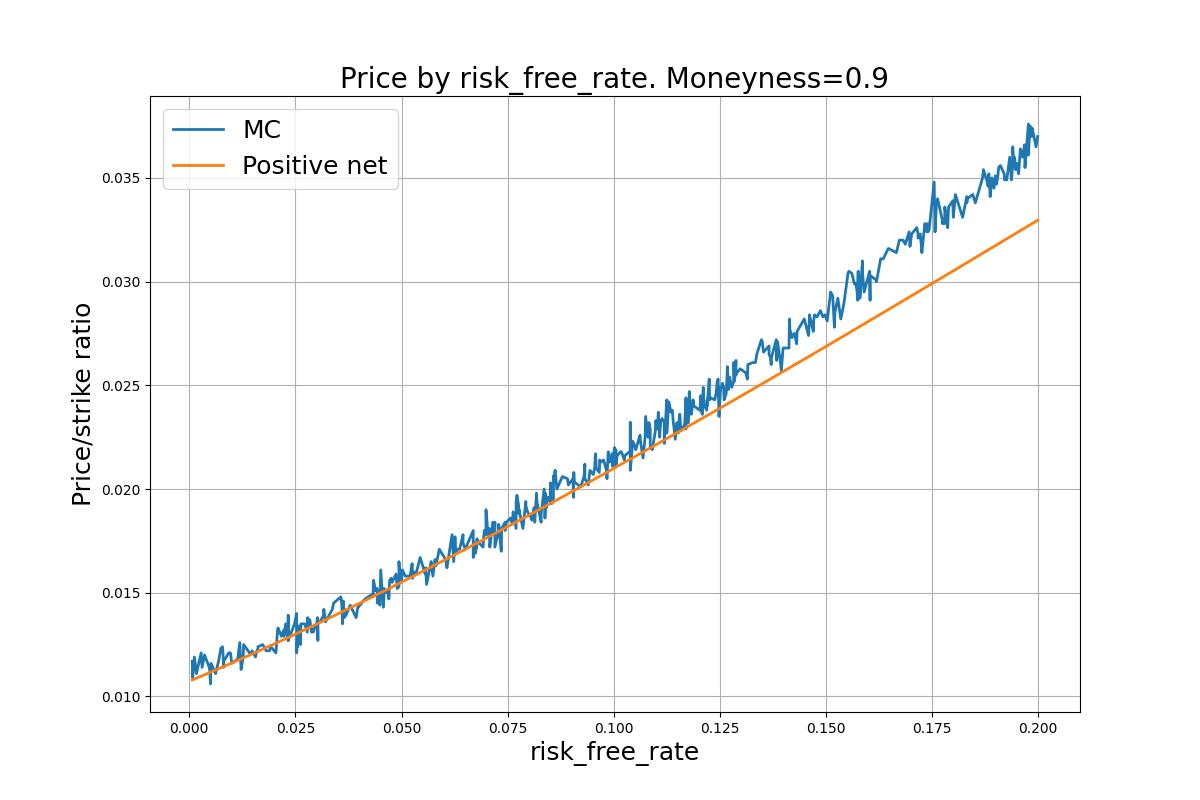 Price by risk_free_rate. Moneyness=0.9
MC
Positive net
Price/strike ratio
0.035
0.030
0.025
0.020
0.015
0.010
0.000 0.025 0.050 0.075 0.100 0.125 0.150 0.175 0.200
risk_free_rate